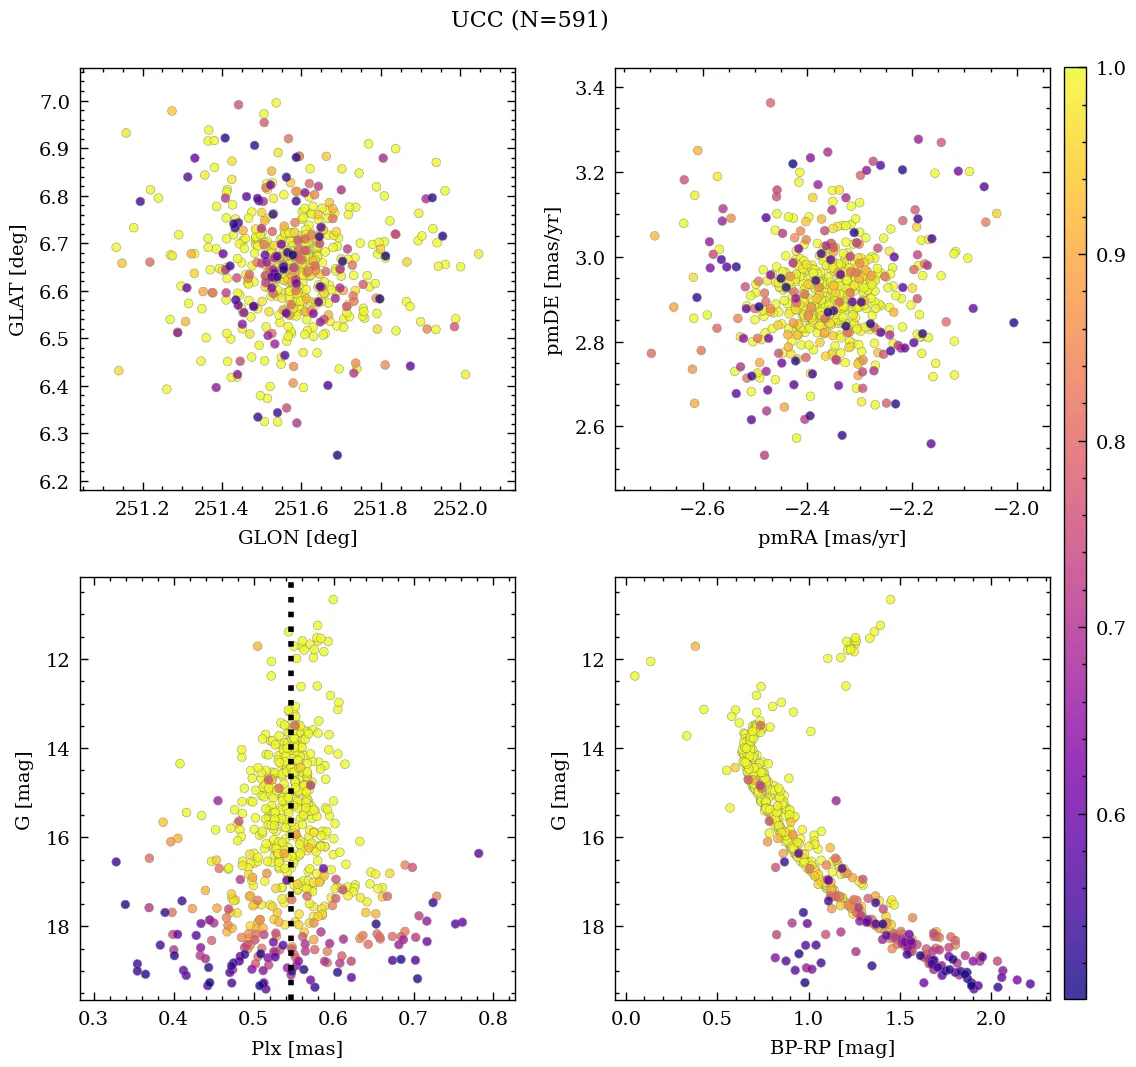 UCC (N=591)
7.0
6.9
6.8
6.7
6.6
6.5
6.4
6.3
6.2
GLAT [deg]
251.2 251.4 251.6 251.8 252.0
GLON [deg]
3.4
3.2
3.0
2.8
2.6
pmDE [mas/yr]
−2.6 −2.4 −2.2 −2.0
pmRA [mas/yr]
1.0
0.9
0.8
0.7
0.6
12
14
16
18
G [mag]
0.3 0.4 0.5 0.6 0.7 0.8
Plx [mas]
12
14
16
18
G [mag]
0.0 0.5 1.0 1.5 2.0
BP-RP [mag]